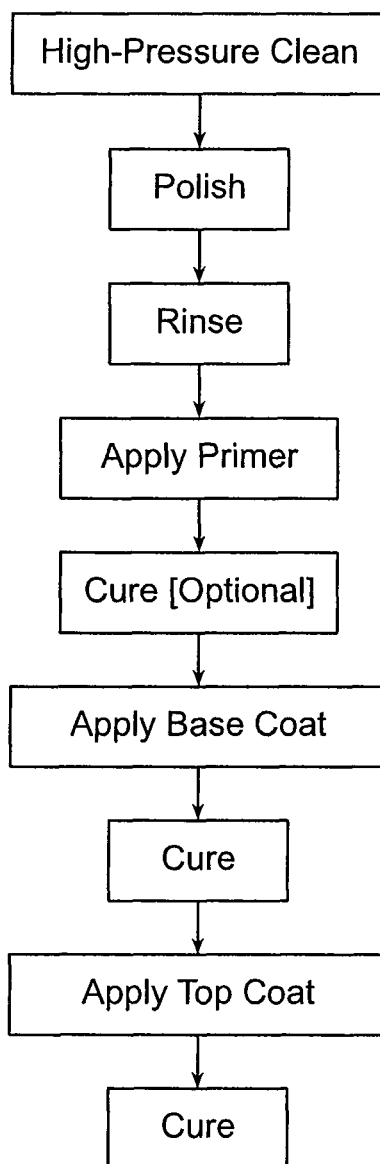 High-Pressure Clean
Polish
Rinse
Apply Primer
Cure [Optional]
Apply Base Coat
Cure
Apply Top Coat
Cure